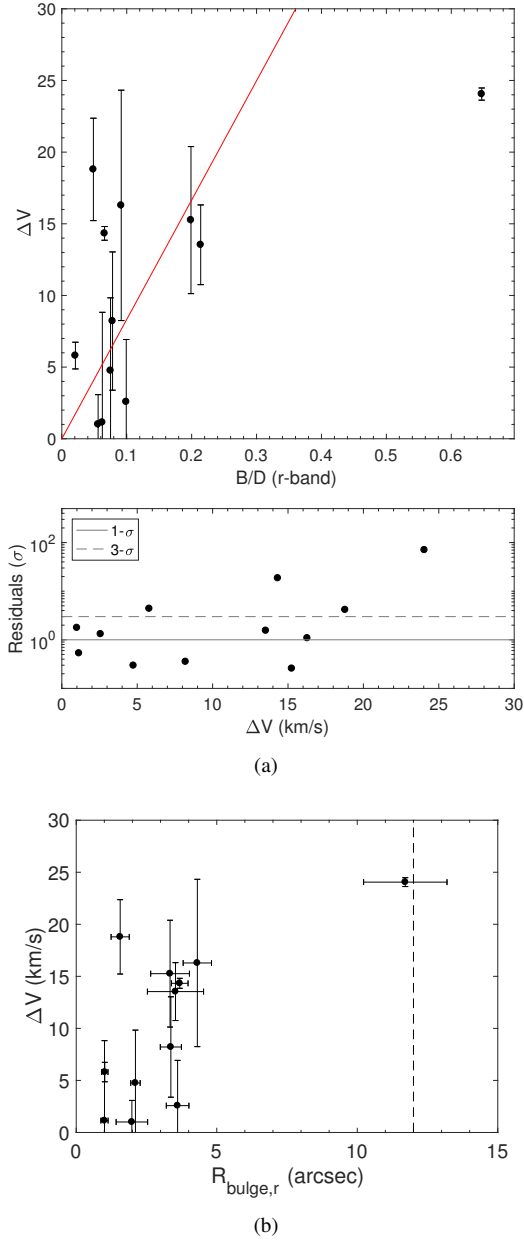 30
25
20
15
10
5
0
ΔV
0 0.1 0.2 0.3 0.4 0.5 0.6
B/D (r-band)
1-σ
3-σ
10²
10⁰
Residuals (σ)
0 5 10 15 20 25 30
ΔV (km/s)
(a)
30
25
20
15
10
5
0
ΔV (km/s)
0 5 10 15
R_bulge,r (arcsec)
(b)